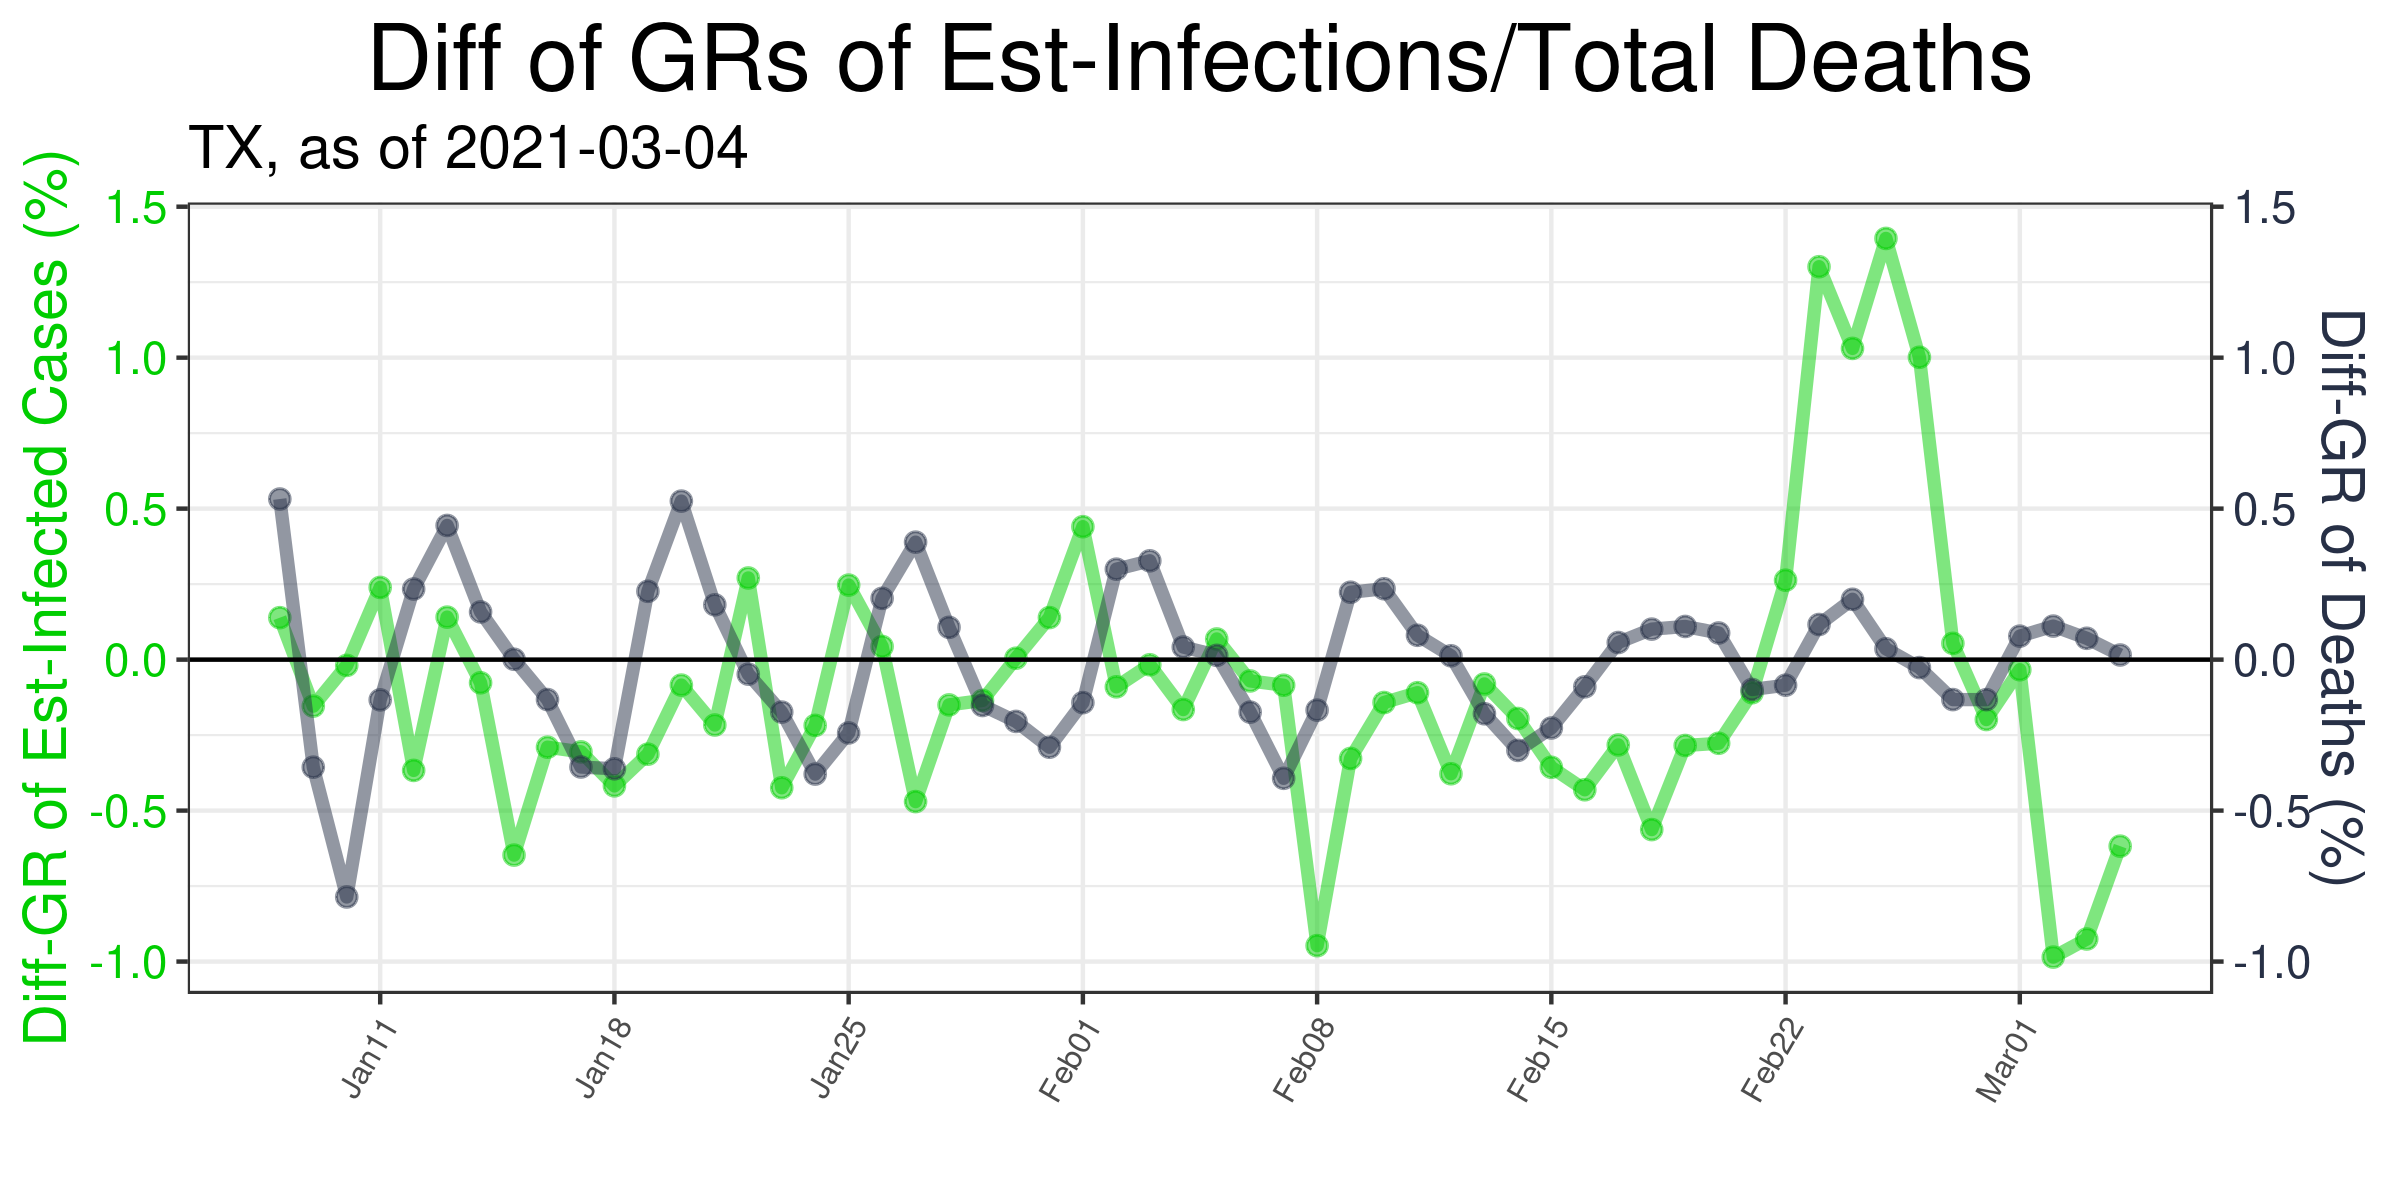 Diff of GRs of Est-Infections/Total Deaths
TX, as of 2021-03-04
Diff-GR of Est-Infected Cases (%)
1.5
1.0
0.5
0.0
-0.5
-1.0
1.5
1.0
0.5
0.0
-0.5
-1.0
Diff-GR of Deaths (%)
Jan11
Jan18
Jan25
Feb01
Feb08
Feb15
Feb22
Mar01